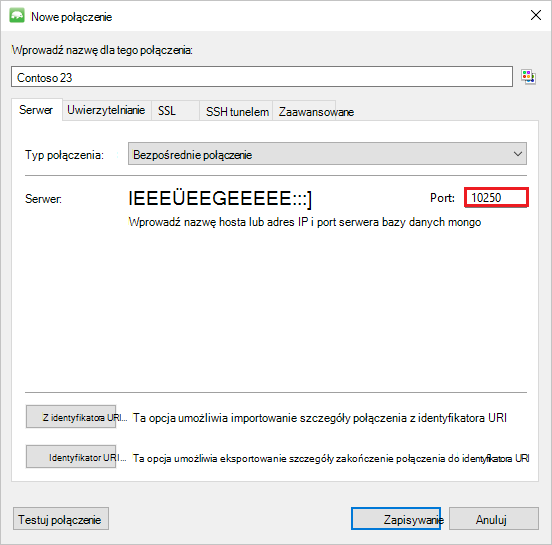 Nowe połączenie
Wprowadź nazwę dla tego połączenia:
Contoso 23
Serwer Uwierzytelnianie SSL SSH tunelem Zaawansowane
Typ połączenia: Bezpośrednie połączenie
Serwer: IEEEÜEEGEEEEE:::] Port: 10250
Wprowadź nazwę hosta lub adres IP i port serwera bazy danych mongo
Z identyfikatora URI... Ta opcja umożliwia importowanie szczegóły połączenia z identyfikatora URI
Identyfikator URI... Ta opcja umożliwia eksportowanie szczegóły zakończenie połączenia do identyfikatora URI
Testuj połączenie Zapisywanie Anuluj